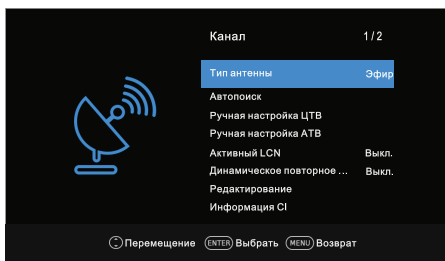 Канал 1/2
Тип антенны Эфир
Автопоиск
Ручная настройка ЦТВ
Ручная настройка АТВ
Активный LCN Выкл.
Динамическое повторное ... Выкл.
Редактирование
Информация CI
Перемещение ENTER Выбрать MENU Возврат